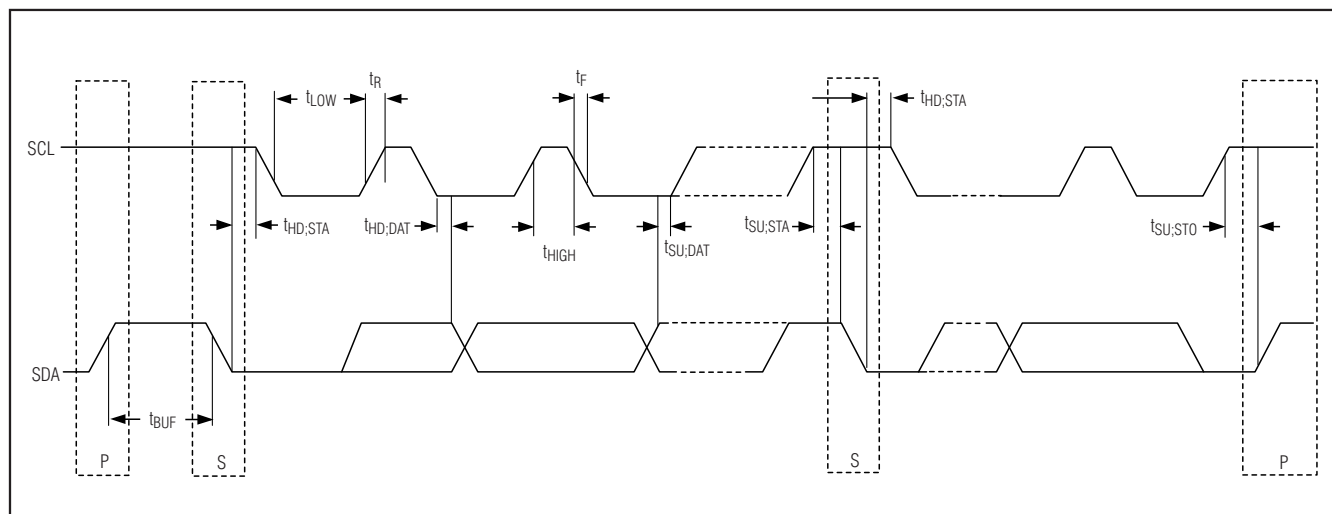 tR
tF
tLOW
tHD;STA
SCL
tHD;STA
tHD;DAT
tHIGH
tSU;DAT
tSU;STA
tSU;STO
SDA
tBUF
P
S
S
P